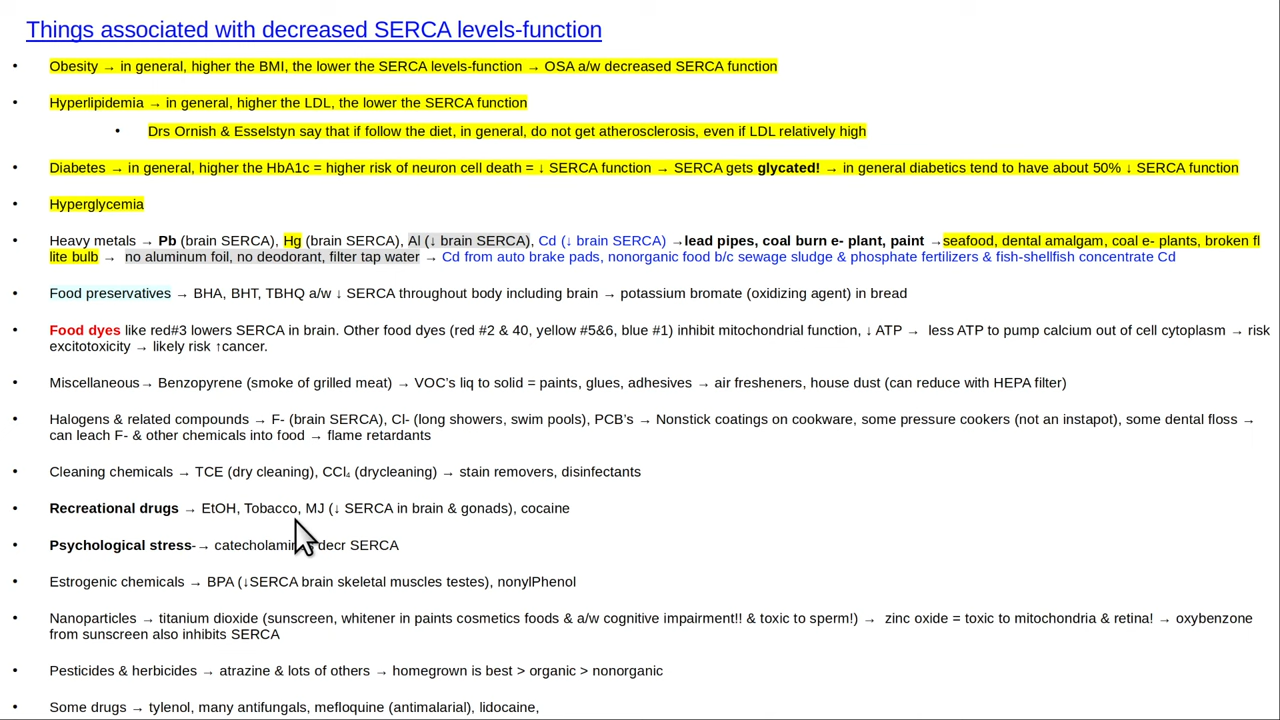 Things associated with decreased SERCA levels-function
• Obesity → in general, higher the BMI, the lower the SERCA levels-function → OSA a/w decreased SERCA function
• Hyperlipidemia → in general, higher the LDL, the lower the SERCA function
• Drs Ornish & Esselstyn say that if follow the diet, in general, do not get atherosclerosis, even if LDL relatively high
• Diabetes → in general, higher the HbA1c = higher risk of neuron cell death = ↓ SERCA function → SERCA gets glycated! → in general diabetics tend to have about 50% ↓ SERCA function
• Hyperglycemia
• Heavy metals → Pb (brain SERCA), Hg (brain SERCA), Al (↓ brain SERCA), Cd (↓ brain SERCA) →lead pipes, coal burn e- plant, paint →seafood, dental amalgam, coal e- plants, broken fl
lite bulb → no aluminum foil, no deodorant, filter tap water → Cd from auto brake pads, nonorganic food b/c sewage sludge & phosphate fertilizers & fish-shellfish concentrate Cd
• Food preservatives → BHA, BHT, TBHQ a/w ↓ SERCA throughout body including brain → potassium bromate (oxidizing agent) in bread
• Food dyes like red#3 lowers SERCA in brain. Other food dyes (red #2 & 40, yellow #5&6, blue #1) inhibit mitochondrial function, ↓ ATP → less ATP to pump calcium out of cell cytoplasm → risk
excitotoxicity → likely risk ↑cancer.
• Miscellaneous→ Benzopyrene (smoke of grilled meat) → VOC's liq to solid = paints, glues, adhesives → air fresheners, house dust (can reduce with HEPA filter)
• Halogens & related compounds → F- (brain SERCA), Cl- (long showers, swim pools), PCB's → Nonstick coatings on cookware, some pressure cookers (not an instapot), some dental floss →
can leach F- & other chemicals into food → flame retardants
• Cleaning chemicals → TCE (dry cleaning), CCl₄ (drycleaning) → stain removers, disinfectants
• Recreational drugs → EtOH, Tobacco, MJ (↓ SERCA in brain & gonads), cocaine
• Psychological stress-→ decr SERCA
• Estrogenic chemicals → BPA (↓SERCA brain skeletal muscles testes), nonylPhenol
• Nanoparticles → titanium dioxide (sunscreen, whitener in paints cosmetics foods & a/w cognitive impairment!! & toxic to sperm!) → zinc oxide = toxic to mitochondria & retina! → oxybenzone
from sunscreen also inhibits SERCA
• Pesticides & herbicides → atrazine & lots of others → homegrown is best > organic > nonorganic
• Some drugs → tylenol, many antifungals, mefloquine (antimalarial), lidocaine,